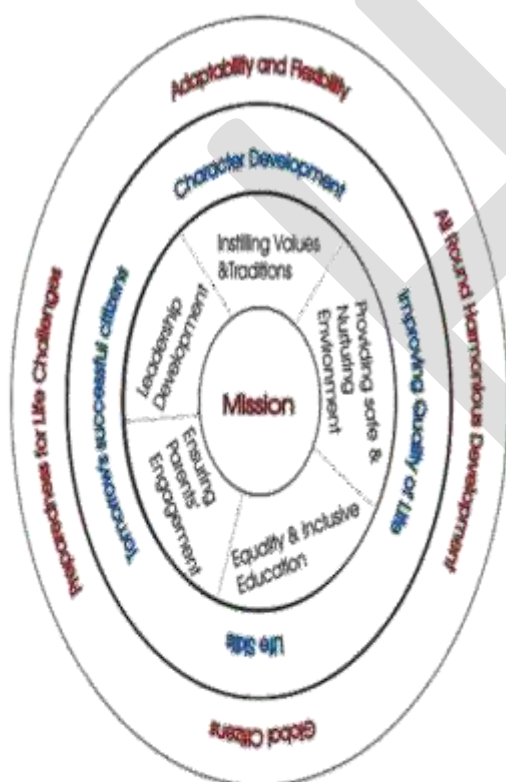 Adaptability and Flexibility
Character Development
Instilling Values
&Traditions
Providing safe &
Nurturing
Environment
Equality & Inclusive
Education
Ensuring
Parents'
Engagement
Leadership
Development
Mission
Improving Quality of Life
Life Skills
Tomorrow's successful citizens
All Round Harmonious Development
Global Citizens
Preparedness for Life Challenges